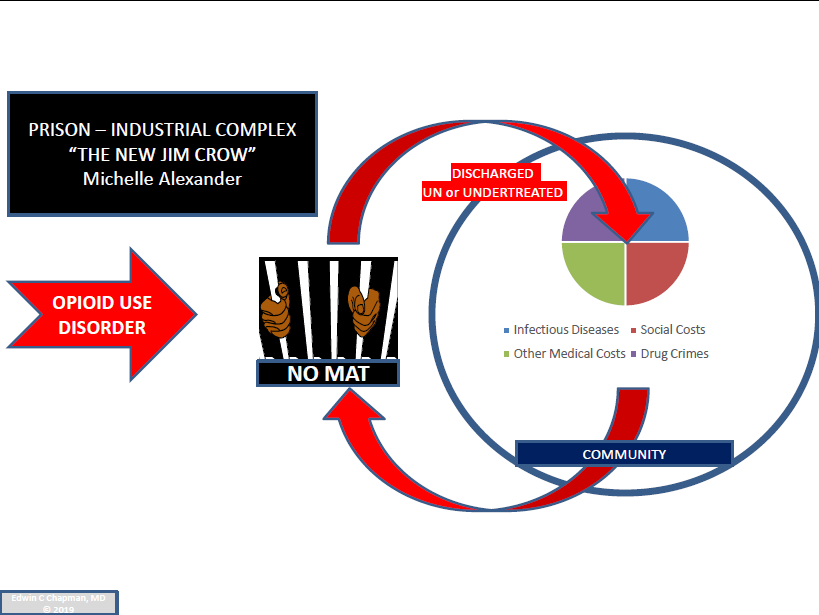 PRISON – INDUSTRIAL COMPLEX
“THE NEW JIM CROW”
Michelle Alexander
DISCHARGED
UN or UNDERTREATED
OPIOID USE
DISORDER
NO MAT
Infectious Diseases
Social Costs
Other Medical Costs
Drug Crimes
COMMUNITY
Edwin C Chapman, MD
© 2019